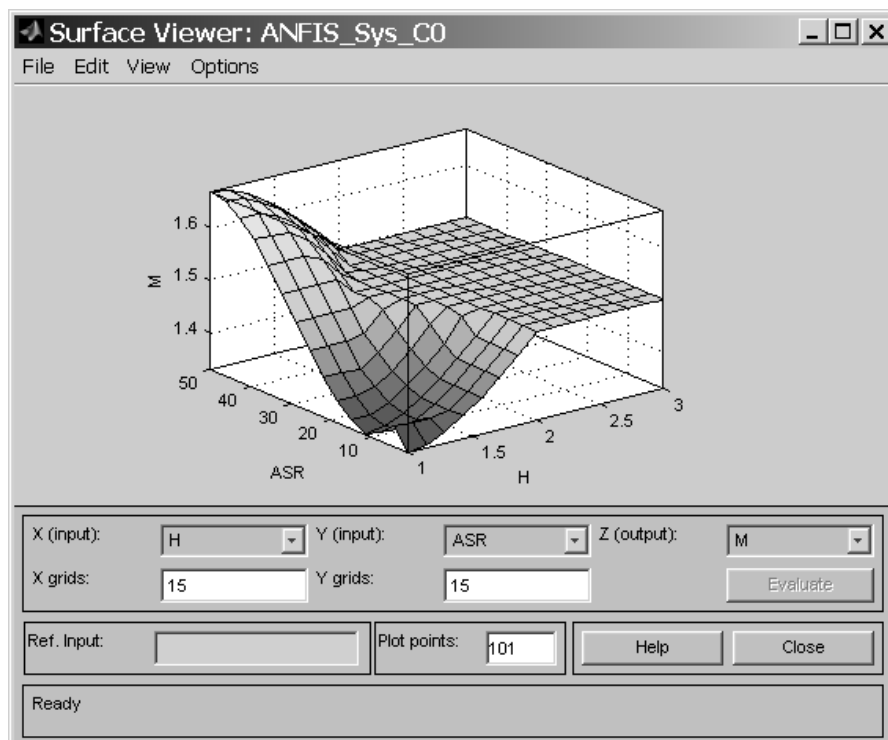 Surface Viewer: ANFIS_Sys_C0
File Edit View Options
1.6
1.5
1.4
M
50
40
30
20
10
ASR
1
1.5
2
2.5
3
H
X (input): H Y (input): ASR Z (output): M
X grids: 15 Y grids: 15 Evaluate
Ref. Input: Plot points: 101 Help Close
Ready